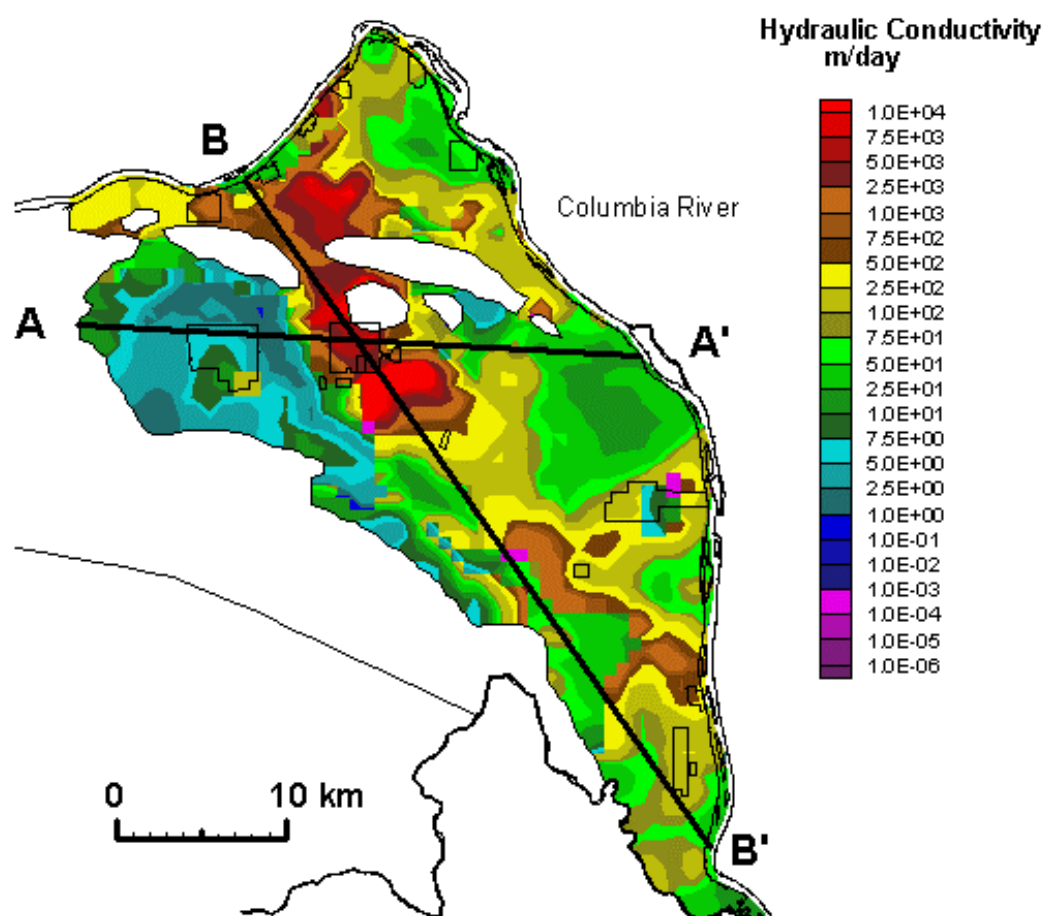 Hydraulic Conductivity
m/day
1.0E+04
7.5E+03
5.0E+03
2.5E+03
1.0E+03
7.5E+02
5.0E+02
2.5E+02
1.0E+02
7.5E+01
5.0E+01
2.5E+01
1.0E+01
7.5E+00
5.0E+00
2.5E+00
1.0E+00
1.0E-01
1.0E-02
1.0E-03
1.0E-04
1.0E-05
1.0E-06
B
Columbia River
A
A'
0 10 km
B'